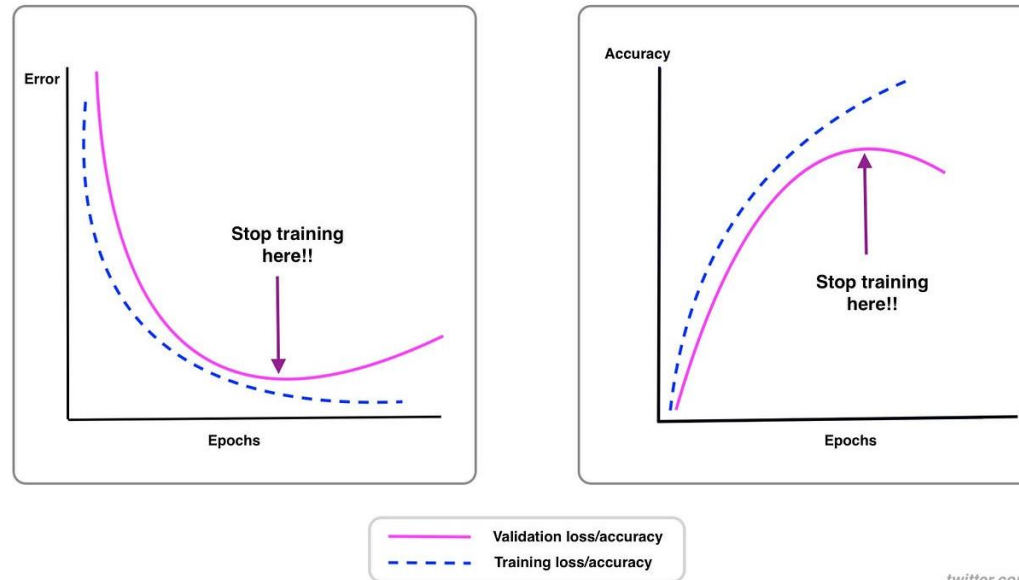 Error
Stop training
here!!
Epochs
Accuracy
Stop training
here!!
Epochs
Validation loss/accuracy
Training loss/accuracy